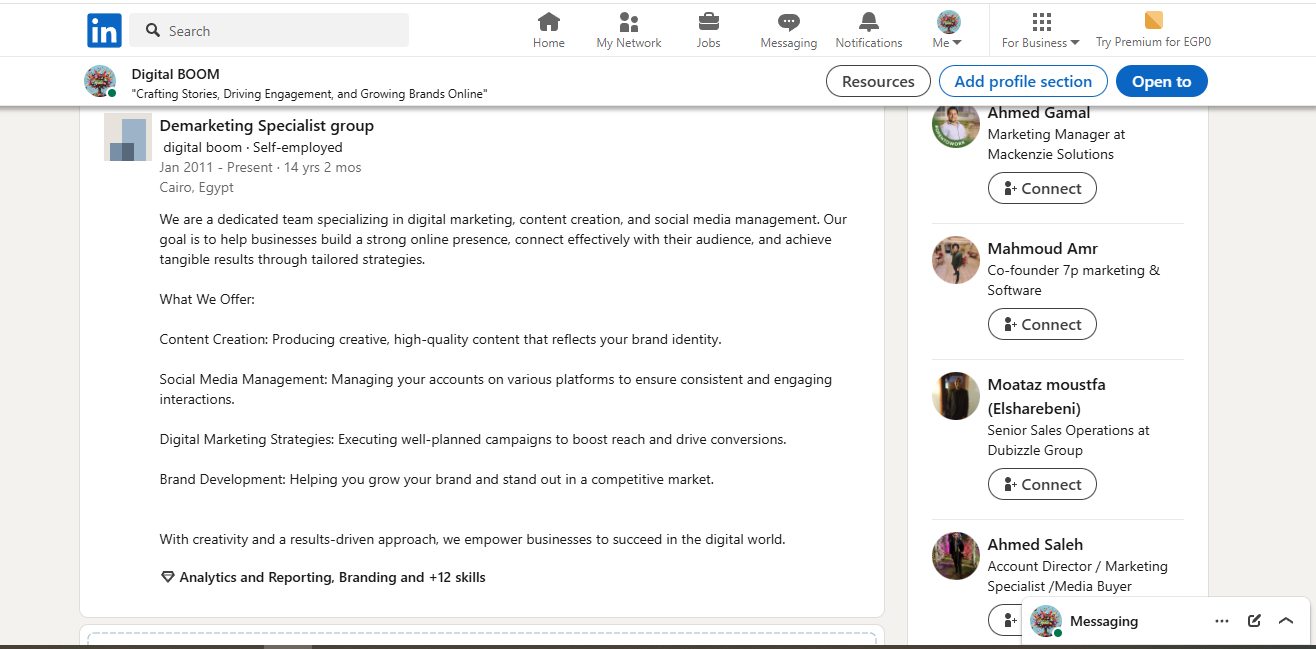 in
Search
Home
My Network
Jobs
Messaging
Notifications
Me
For Business
Try Premium for EGP0
Digital BOOM
"Crafting Stories, Driving Engagement, and Growing Brands Online"
Resources
Add profile section
Open to
Demarketing Specialist group
digital boom · Self-employed
Jan 2011 - Present · 14 yrs 2 mos
Cairo, Egypt
We are a dedicated team specializing in digital marketing, content creation, and social media management. Our
goal is to help businesses build a strong online presence, connect effectively with their audience, and achieve
tangible results through tailored strategies.
What We Offer:
Content Creation: Producing creative, high-quality content that reflects your brand identity.
Social Media Management: Managing your accounts on various platforms to ensure consistent and engaging
interactions.
Digital Marketing Strategies: Executing well-planned campaigns to boost reach and drive conversions.
Brand Development: Helping you grow your brand and stand out in a competitive market.
With creativity and a results-driven approach, we empower businesses to succeed in the digital world.
Analytics and Reporting, Branding and +12 skills
Ahmed Gamal
Marketing Manager at
Mackenzie Solutions
Connect
Mahmoud Amr
Co-founder 7p marketing &
Software
Connect
Moataz moustfa
(Elsharebeni)
Senior Sales Operations at
Dubizzle Group
Connect
Ahmed Saleh
Account Director / Marketing
Specialist /Media Buyer
Messaging